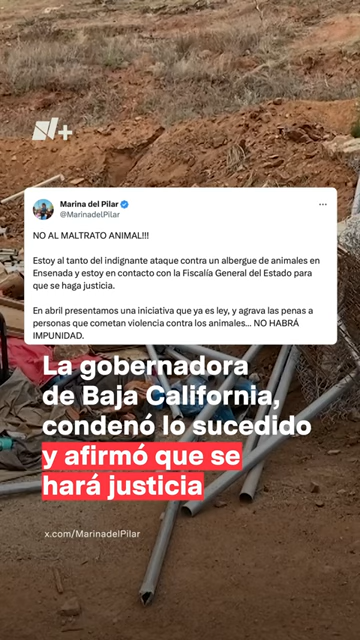 N+
Marina del Pilar
@MarinadelPilar
NO AL MALTRATO ANIMAL!!!
Estoy al tanto del indignante ataque contra un albergue de animales en
Ensenada y estoy en contacto con la Fiscalía General del Estado para
que se haga justicia.
En abril presentamos una iniciativa que ya es ley, y agrava las penas a
personas que cometan violencia contra los animales... NO HABRÁ
IMPUNIDAD.
La gobernadora
de Baja California,
condenó lo sucedido
y afirmó que se
hará justicia
x.com/MarinadelPilar